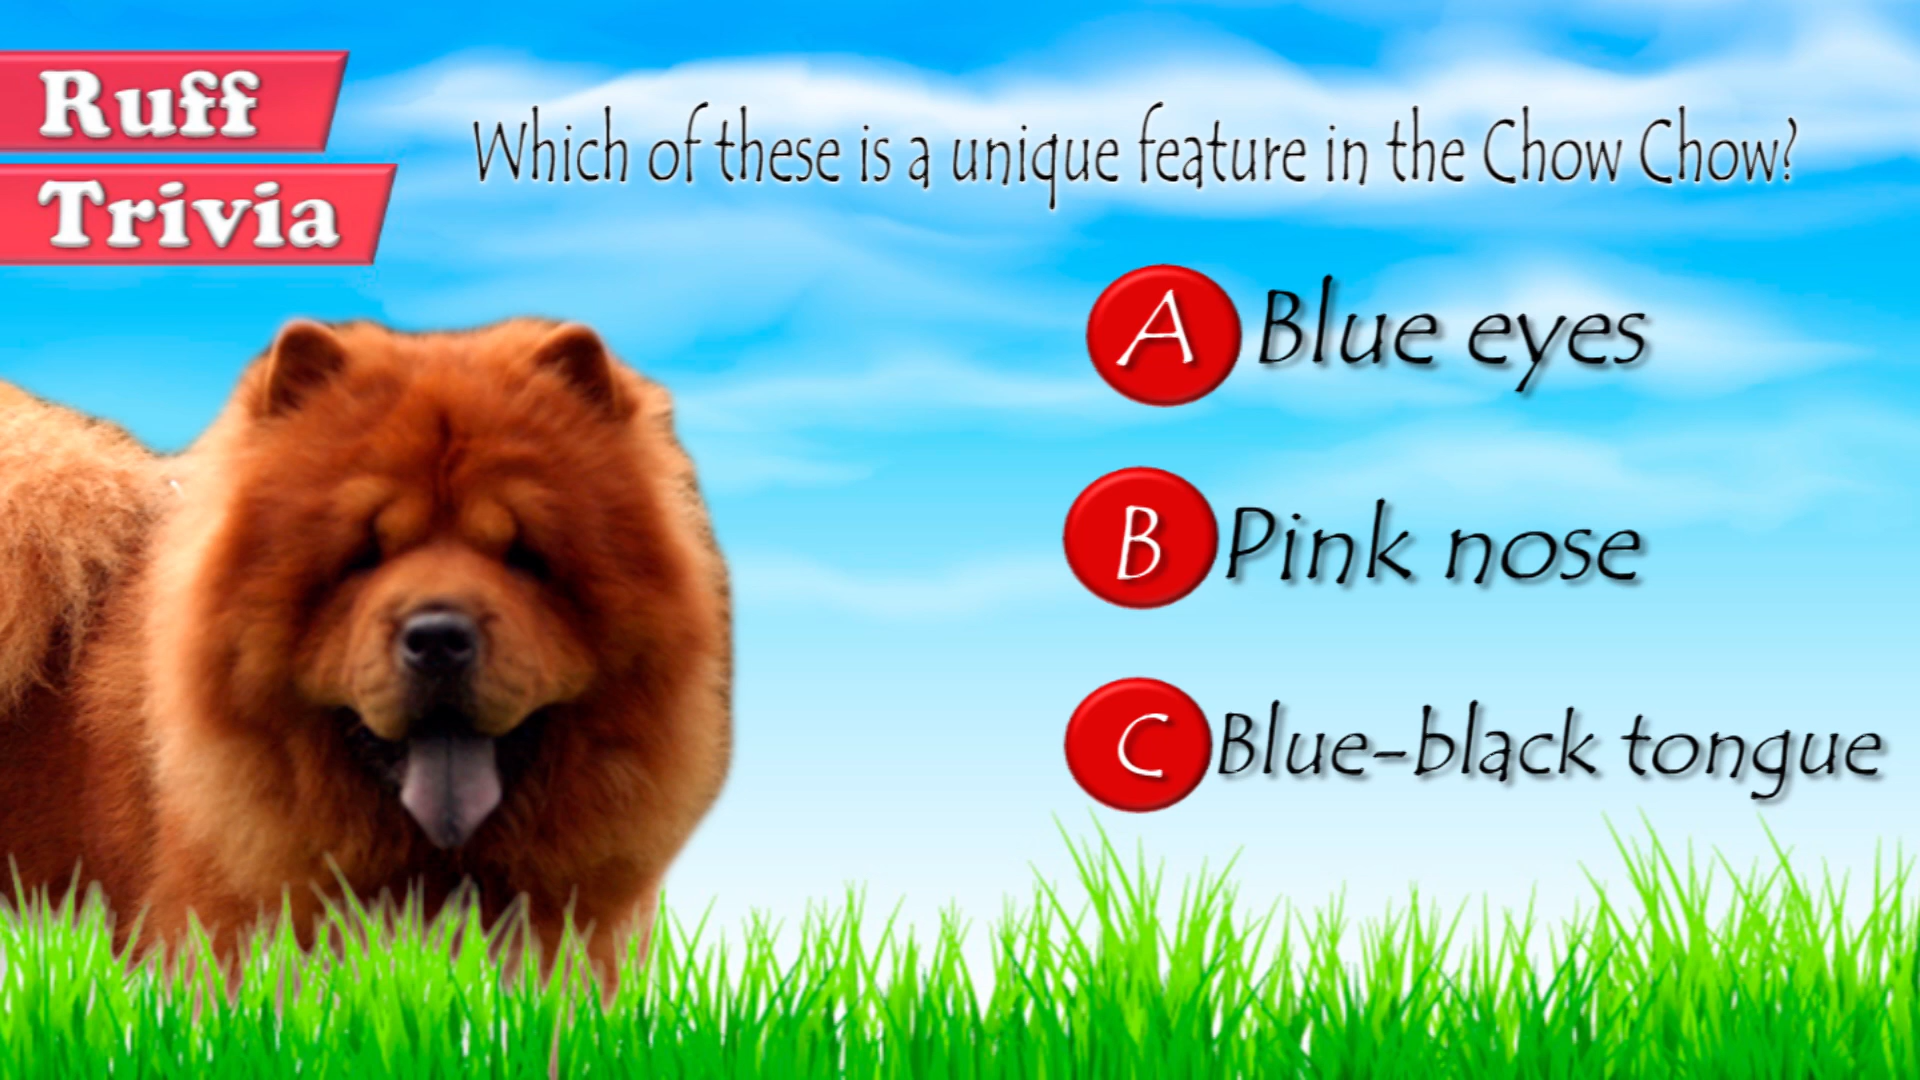 Ruff
Trivia
Which of these is a unique feature in the Chow Chow?
A Blue eyes
B Pink nose
C Blue-black tongue